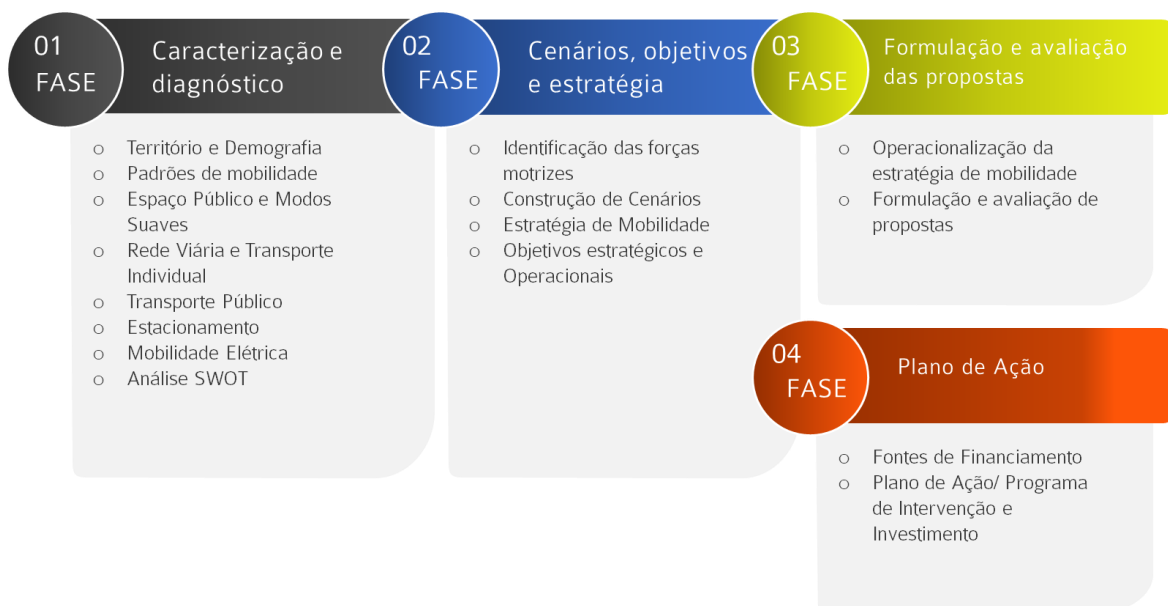 01
FASE
Caracterização e
diagnóstico
o Território e Demografia
o Padrões de mobilidade
o Espaço Público e Modos
Suaves
o Rede Viária e Transporte
Individual
o Transporte Público
o Estacionamento
o Mobilidade Elétrica
o Análise SWOT
02
FASE
Cenários, objetivos
e estratégia
o Identificação das forças
motrizes
o Construção de Cenários
o Estratégia de Mobilidade
o Objetivos estratégicos e
Operacionais
03
FASE
Formulação e avaliação
das propostas
o Operacionalização da
estratégia de mobilidade
o Formulação e avaliação de
propostas
04
FASE
Plano de Ação
o Fontes de Financiamento
o Plano de Ação/ Programa
de Intervenção e
Investimento